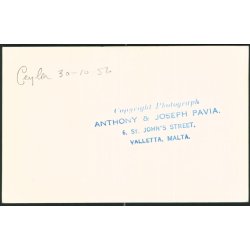 Ceylon 30-10-52
Copyright Photograph
ANTHONY & JOSEPH PAVIA,
6, ST. JOHN'S STREET,
VALLETTA, MALTA.